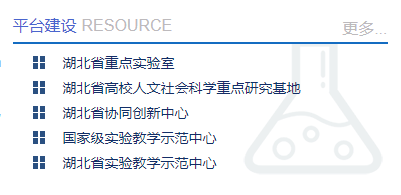 平台建设 RESOURCE 更多...
湖北省重点实验室
湖北省高校人文社会科学重点研究基地
湖北省协同创新中心
国家级实验教学示范中心
湖北省实验教学示范中心